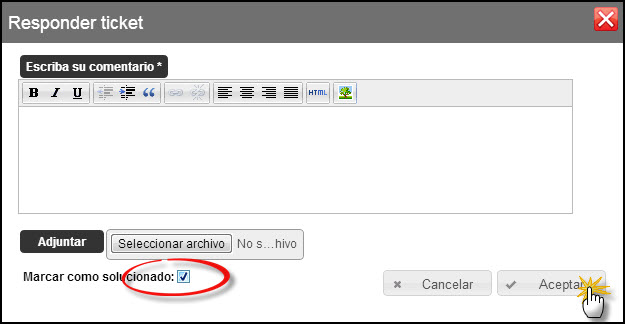 Responder ticket
Escriba su comentario *
B I U HTML
Adjuntar Seleccionar archivo No s...hivo
Marcar como solucionado:
Cancelar Aceptar